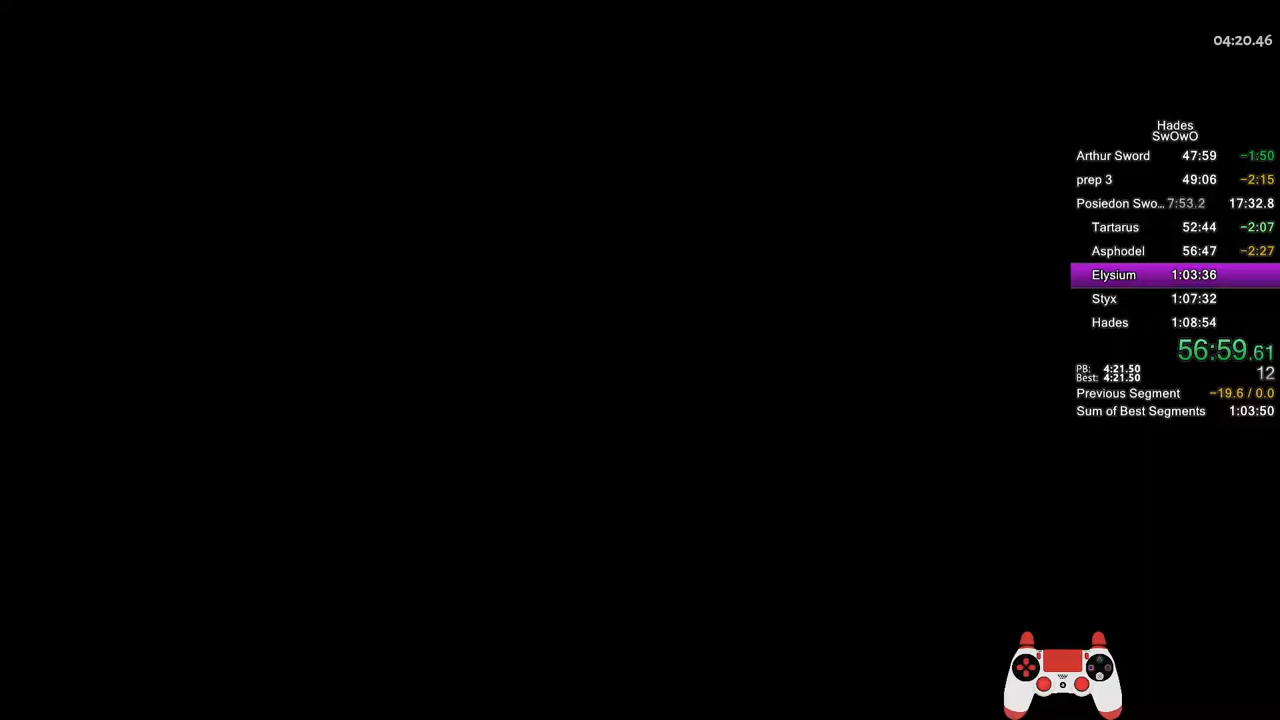 04:20.46
Hades
SwOwO
Arthur Sword 47:59 −1:50
prep 3 49:06 −2:15
Posiedon Swo... 7:53.2 17:32.8
Tartarus 52:44 −2:07
Asphodel 56:47 −2:27
Elysium 1:03:36
Styx 1:07:32
Hades 1:08:54
56:59.61
PB: 4:21.50 12
Best: 4:21.50
Previous Segment −19.6 / 0.0
Sum of Best Segments 1:03:50